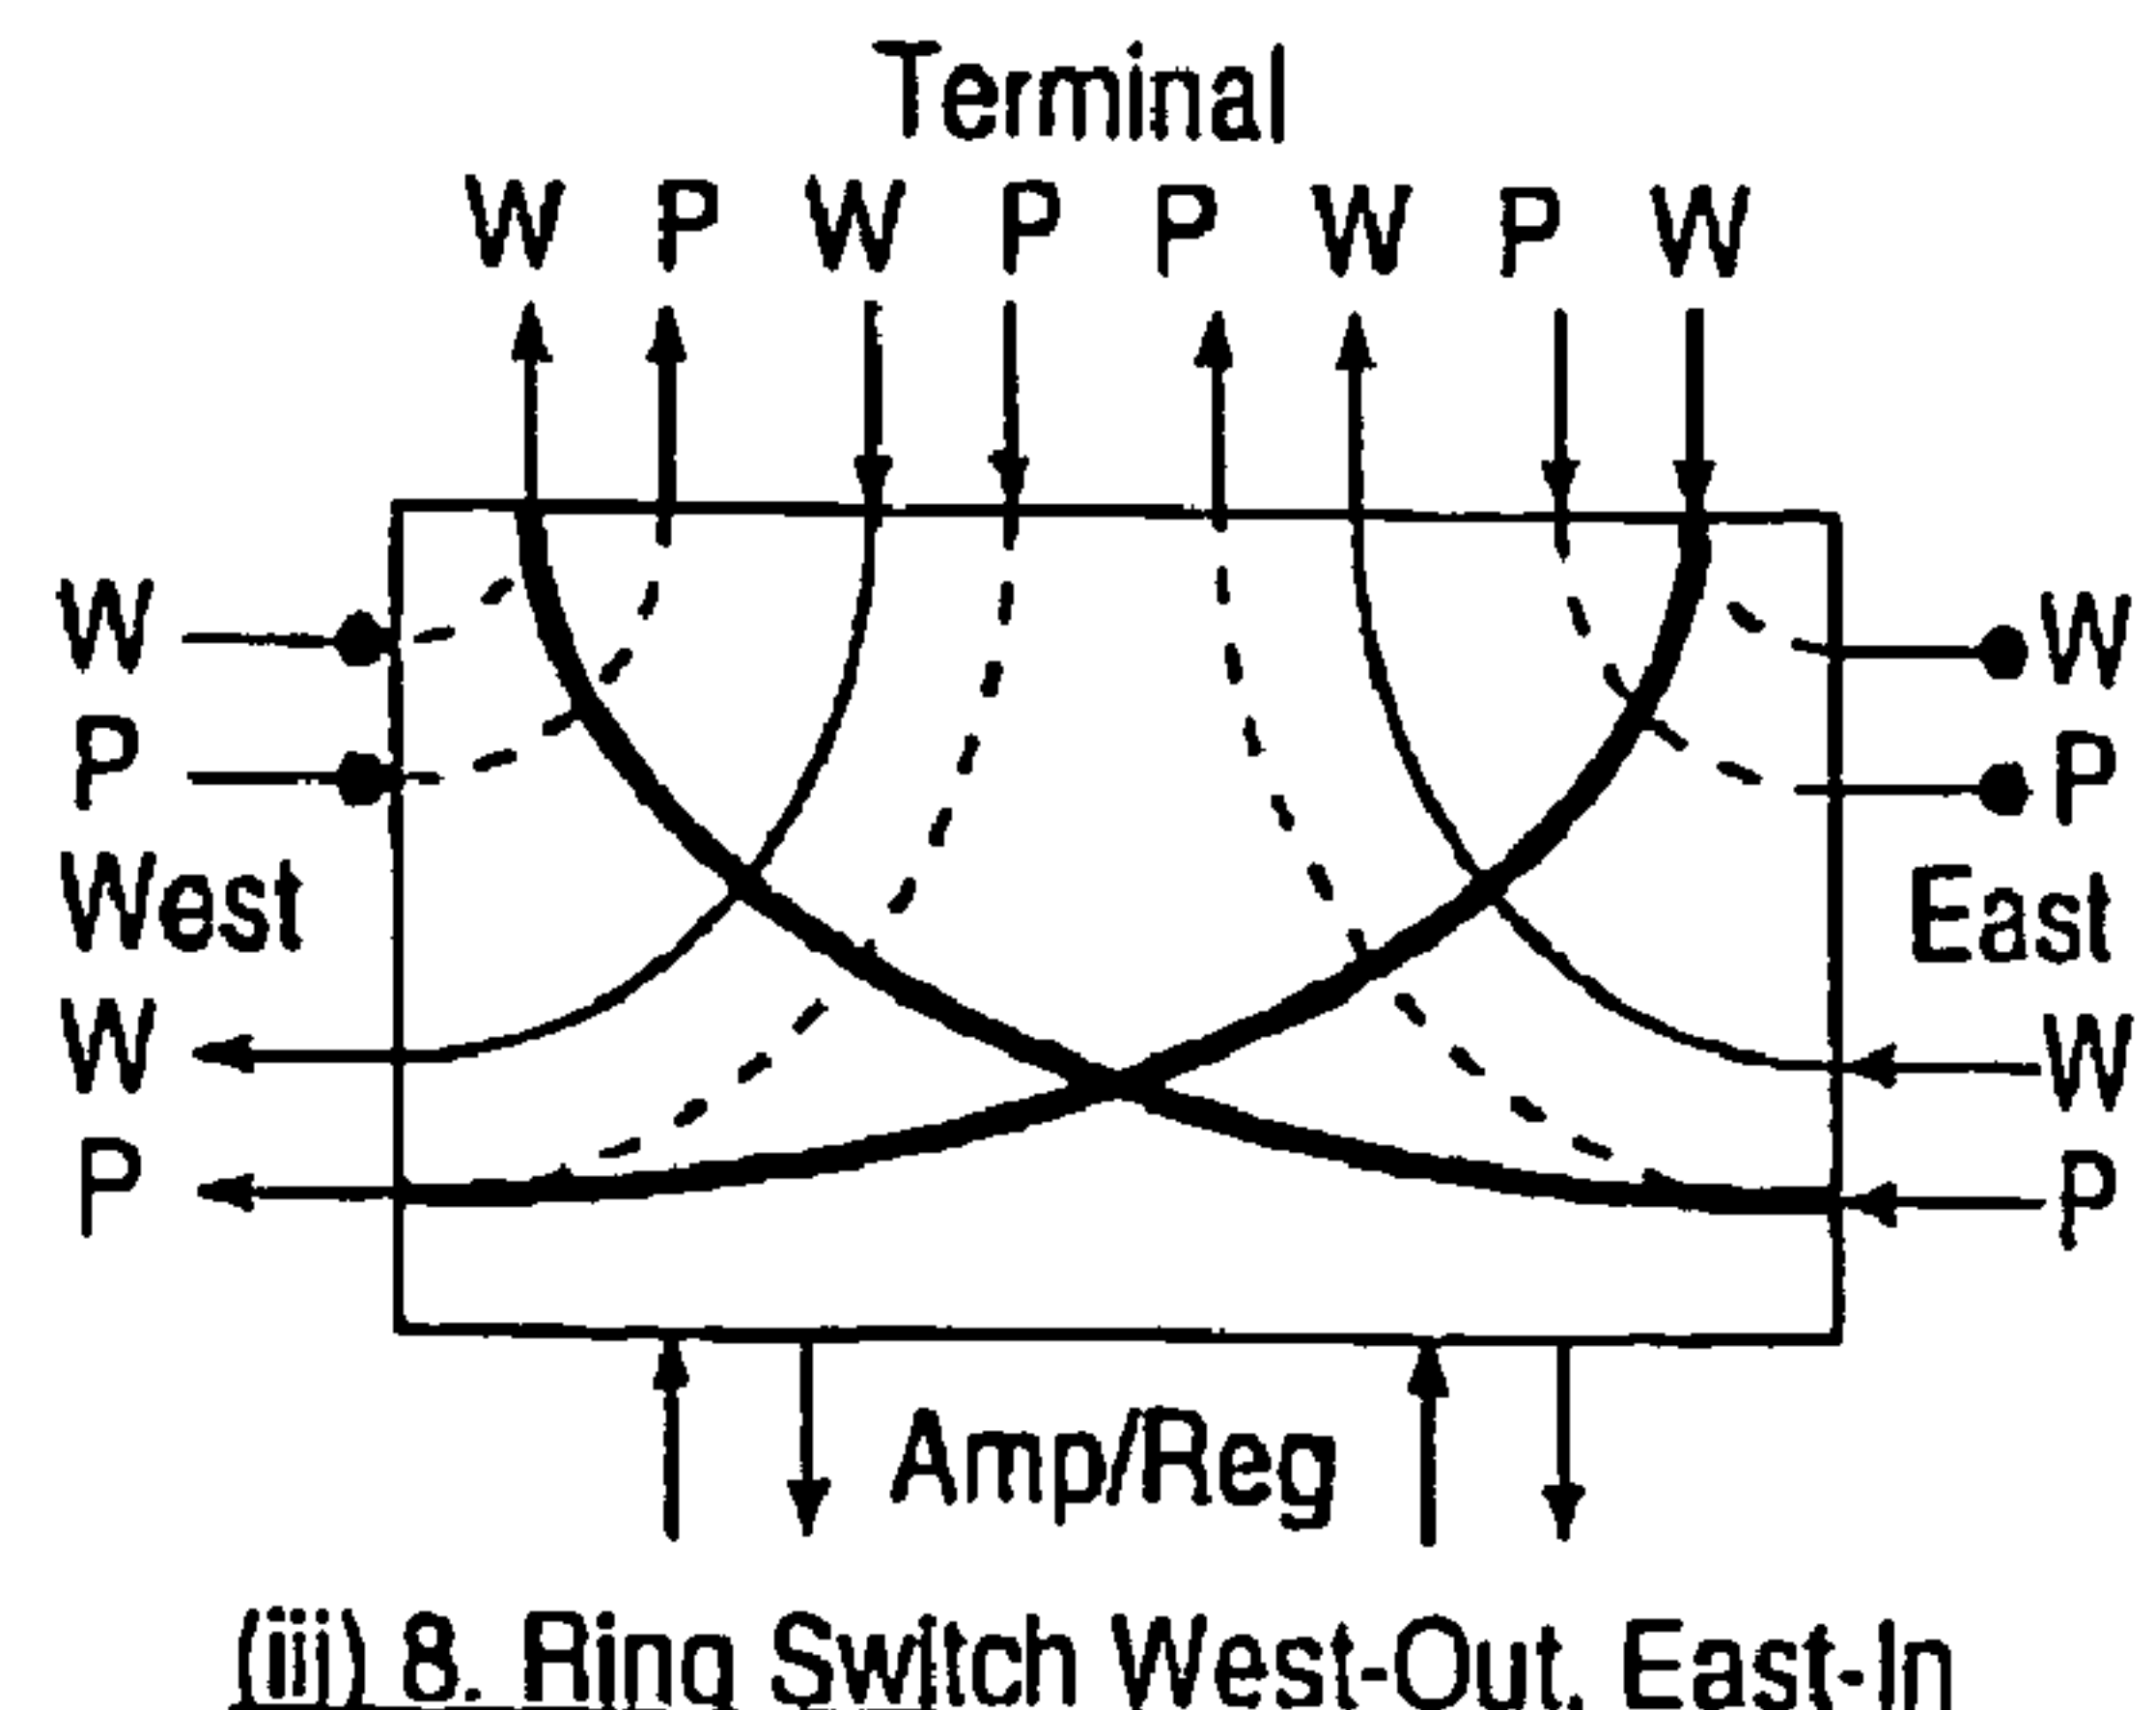 Terminal
W P W P P W P W
W W
P P
West East
W W
P P
Amp/Reg
(iii) 8. Ring Switch West-Out, East-In